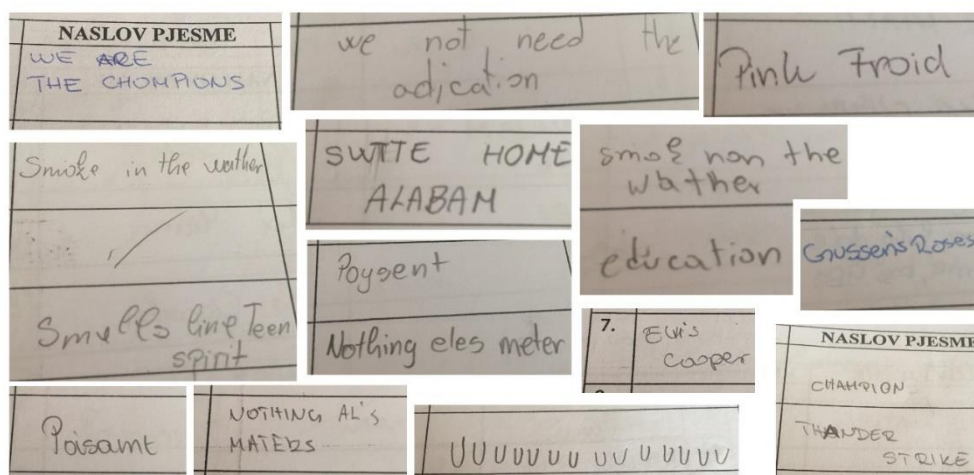 NASLOV PJESME
WE ARE
THE CHOMPIONS
we not need the
adication
Pink Froid
Smoke in the wather
Smells line Teen
spirit
SWTTE HOME
ALABAM
smok non the
wather
education
Gnussen's Roses
Poysent
Nothing eles meter
7. Elvis
Cooper
NASLOV PJESME
CHAMPION
THANDER
STRIKE
Poisamt
NOTHING AL'S
MATERS
UUUUUUU UU U UUUU